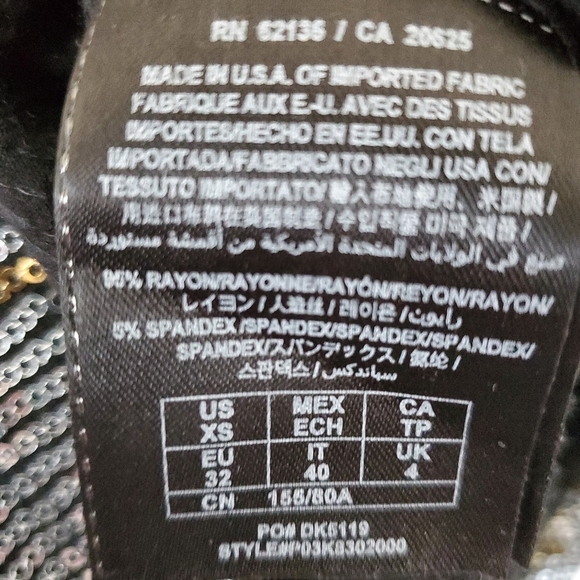 RN 62136 / CA 20625
MADE IN U.S.A. OF IMPORTED FABRIC
FABRIQUE AUX E-U. AVEC DES TISSUS
IMPORTES/HECHO EN EE.UU. CON TELA
IMPORTADA/FABBRICATO NEGLI USA CON/
TESSUTO IMPORTATO/ 輸入布地使用、米国製 /
用进口布料在美国制造 / 수입직물 미국 제품 /
صنع في الولايات المتحدة الأمريكية من أقمشة مستوردة
95% RAYON/RAYONNE/RAYÓN/REYON/RAYON/
レイヨン / 人造丝 / 레이온 / رايون/
5% SPANDEX /SPANDEX/SPANDEX/SPANDEX/
SPANDEX/スパンデックス / 氨纶 /
스판덱스 / سباندكس/
US MEX CA
XS ECH TP
EU IT UK
32 40 4
CN 155/80A
PO# DK5119
STYLE#P03K8302000